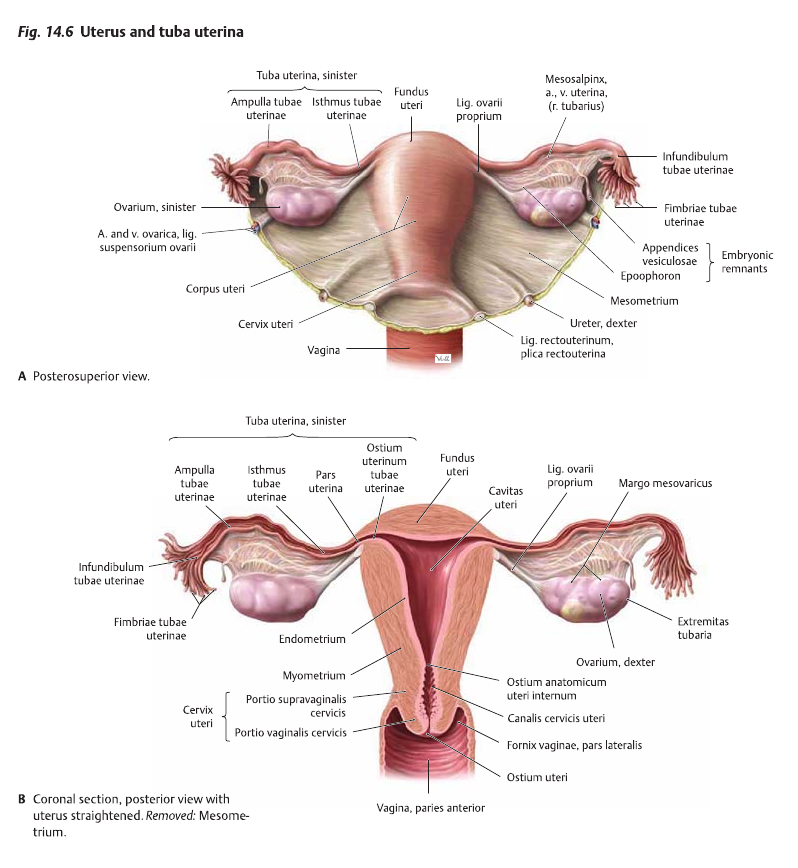 Fig. 14.6 Uterus and tuba uterina
Tuba uterina, sinister
Ampulla tubae
uterinae
Isthmus tubae
uterinae
Fundus
uteri
Lig. ovarii
proprium
Mesosalpinx,
a., v. uterina,
(r. tubarius)
Infundibulum
tubae uterinae
Ovarium, sinister
Fimbriae tubae
uterinae
A. and v. ovarica, lig.
suspensorium ovarii
Appendices
vesiculosae
Epoophoron
Embryonic
remnants
Corpus uteri
Mesometrium
Cervix uteri
Ureter, dexter
Vagina
Lig. rectouterinum,
plica rectouterina
A Posterosuperior view.
Tuba uterina, sinister
Ampulla
tubae
uterinae
Isthmus
tubae
uterinae
Pars
uterina
Ostium
uterinum
tubae
uterinae
Fundus
uteri
Cavitas
uteri
Lig. ovarii
proprium
Margo mesovaricus
Infundibulum
tubae uterinae
Fimbriae tubae
uterinae
Extremitas
tubaria
Endometrium
Ovarium, dexter
Myometrium
Ostium anatomicum
uteri internum
Cervix
uteri
Portio supravaginalis
cervicis
Portio vaginalis cervicis
Canalis cervicis uteri
Fornix vaginae, pars lateralis
Ostium uteri
Vagina, paries anterior
B Coronal section, posterior view with
uterus straightened. Removed: Mesome-
trium.